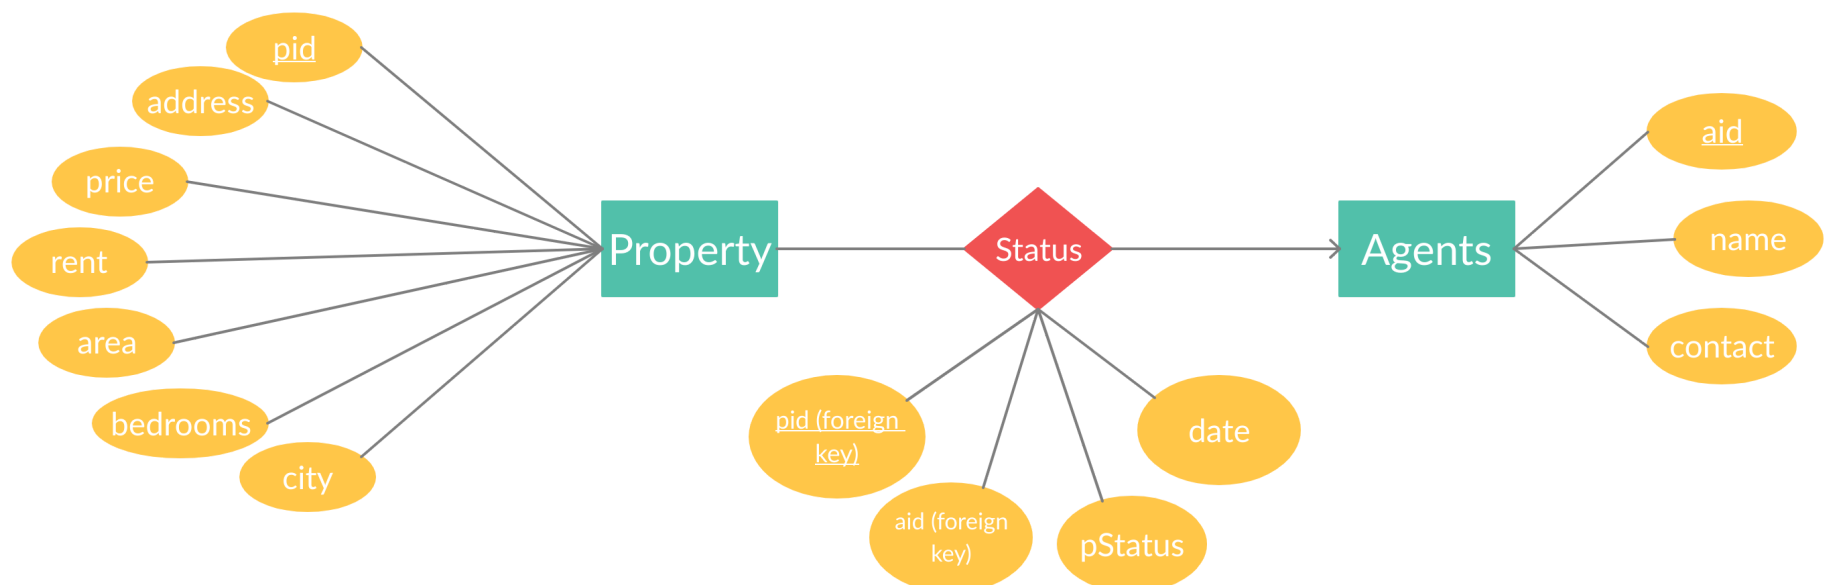 pid
address
price
rent
area
bedrooms
city
Property
Status
pid (foreign
key)
aid (foreign
key)
pStatus
date
Agents
aid
name
contact